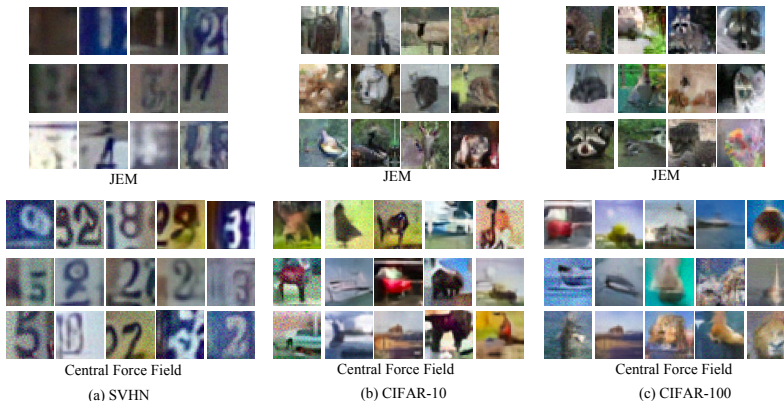 JEM
JEM
JEM
Central Force Field
Central Force Field
Central Force Field
(a) SVHN
(b) CIFAR-10
(c) CIFAR-100